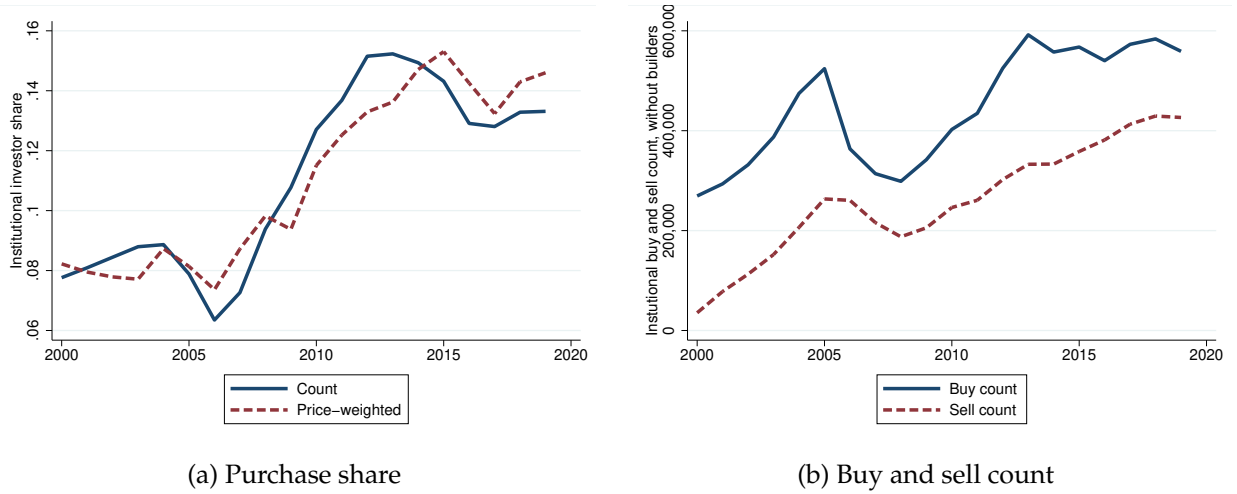 Institutional investor share
.16
.14
.12
.1
.08
.06
2000
2005
2010
2015
2020
Count
Price−weighted
(a) Purchase share
Instutional buy and sell count, without builders
600,000
400,000
200,000
0
2000
2005
2010
2015
2020
Buy count
Sell count
(b) Buy and sell count